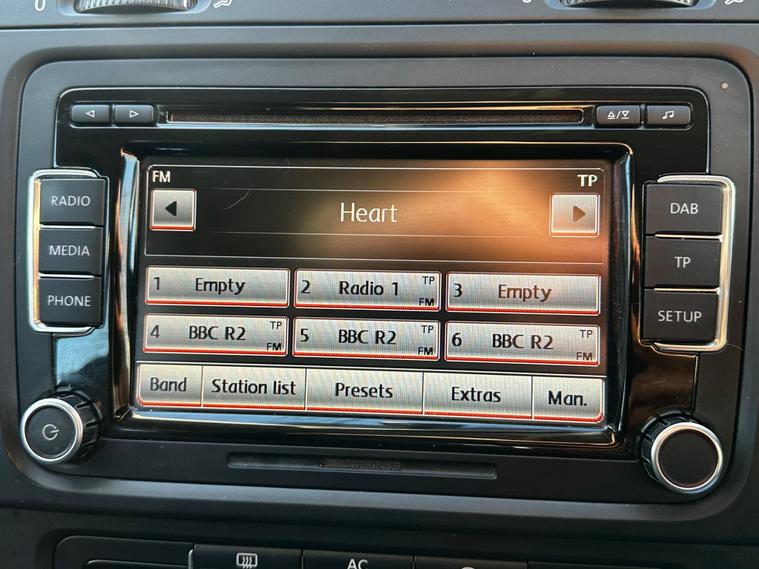 0
FM
TP
Heart
RADIO
MEDIA
PHONE
DAB
TP
SETUP
1 Empty
2 Radio 1 TP FM
3 Empty
4 BBC R2 TP FM
5 BBC R2 TP FM
6 BBC R2 TP FM
Band Station list Presets Extras Man.
AC